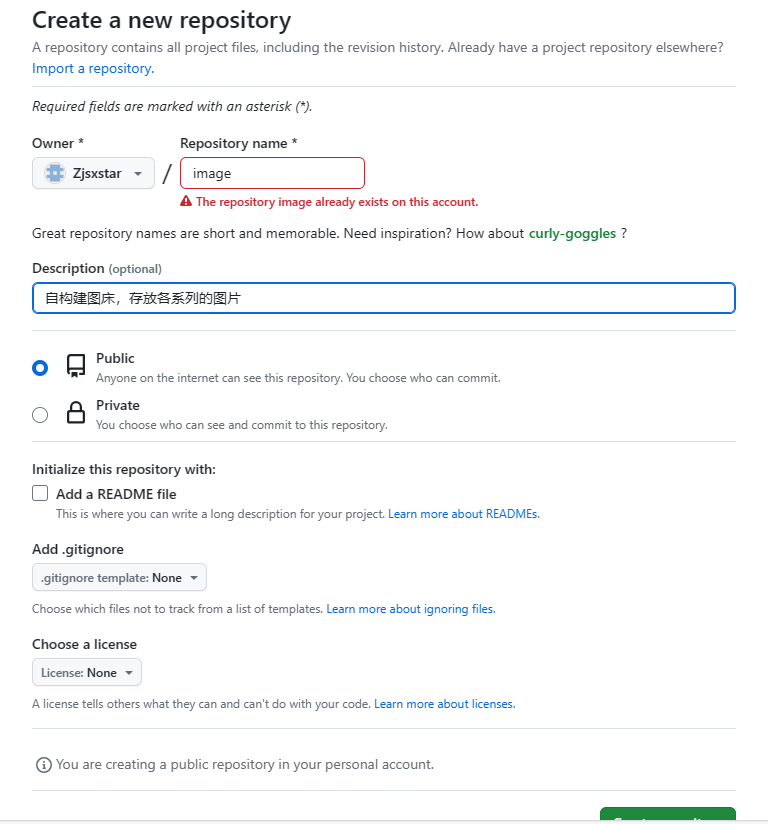 Create a new repository
A repository contains all project files, including the revision history. Already have a project repository elsewhere?
Import a repository.
Required fields are marked with an asterisk (*).
Owner * Repository name *
Zjsxstar / image
The repository image already exists on this account.
Great repository names are short and memorable. Need inspiration? How about curly-goggles ?
Description (optional)
自构建图床，存放各系列的图片
Public
Anyone on the internet can see this repository. You choose who can commit.
Private
You choose who can see and commit to this repository.
Initialize this repository with:
Add a README file
This is where you can write a long description for your project. Learn more about READMEs.
Add .gitignore
.gitignore template: None
Choose which files not to track from a list of templates. Learn more about ignoring files.
Choose a license
License: None
A license tells others what they can and can't do with your code. Learn more about licenses.
You are creating a public repository in your personal account.